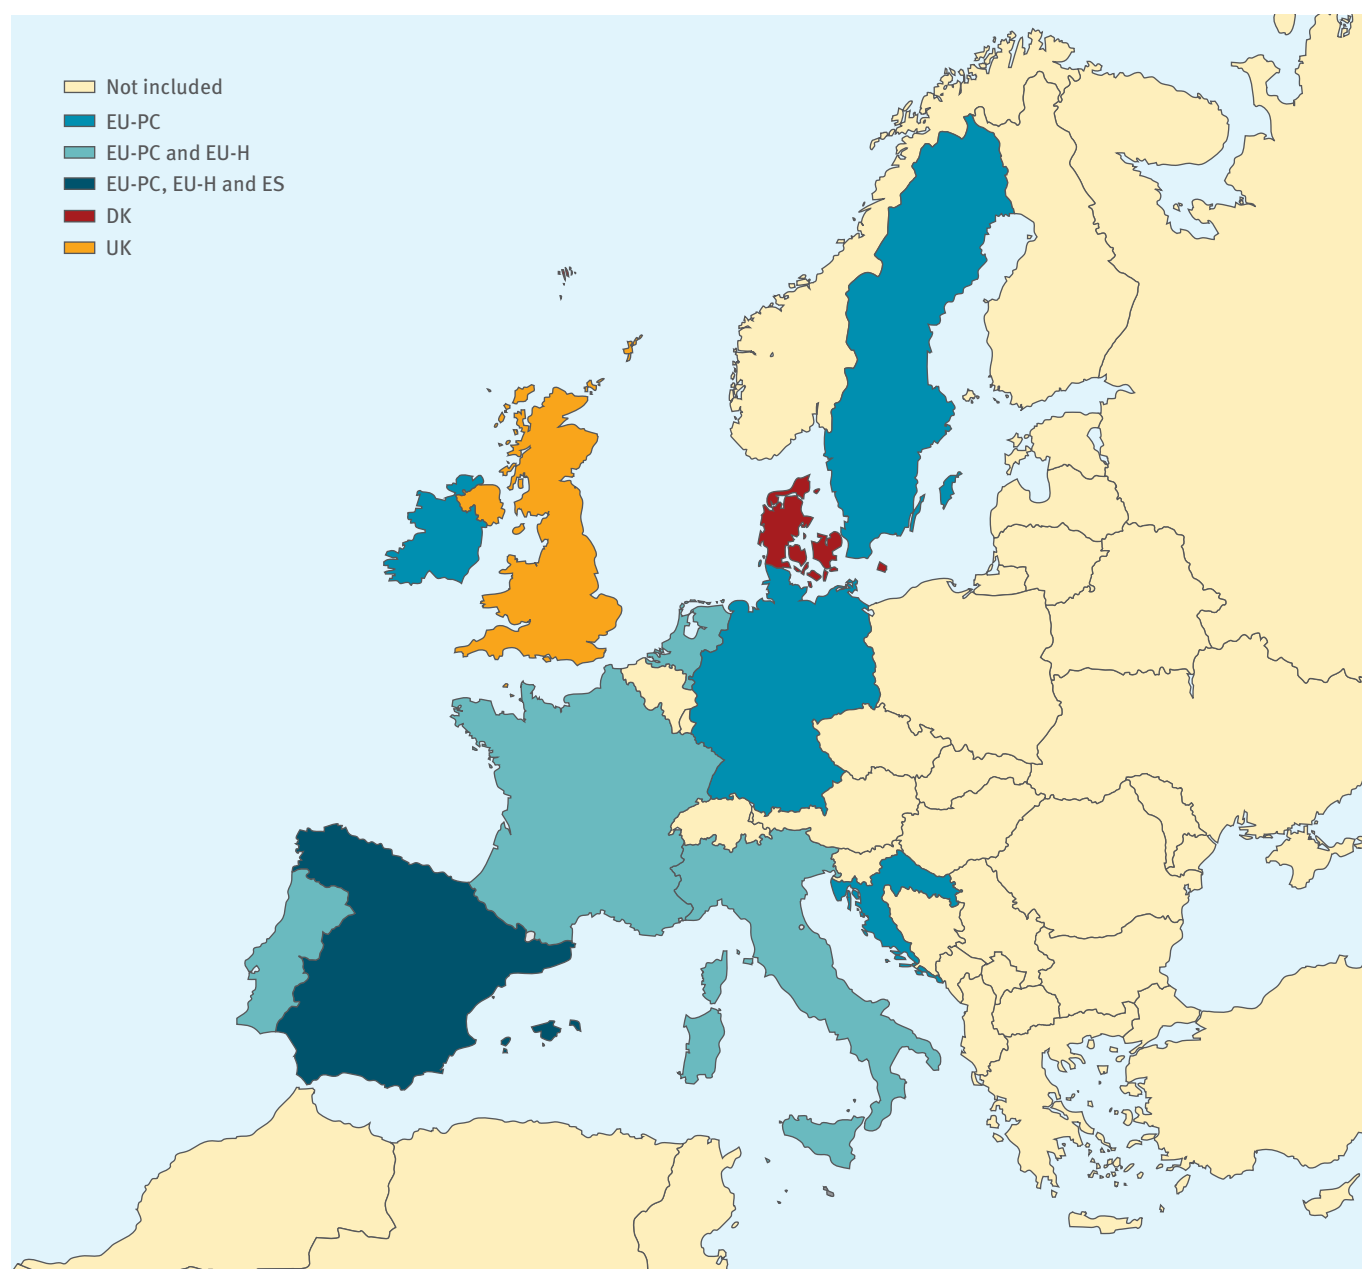 Not included
EU-PC
EU-PC and EU-H
EU-PC, EU-H and ES
DK
UK